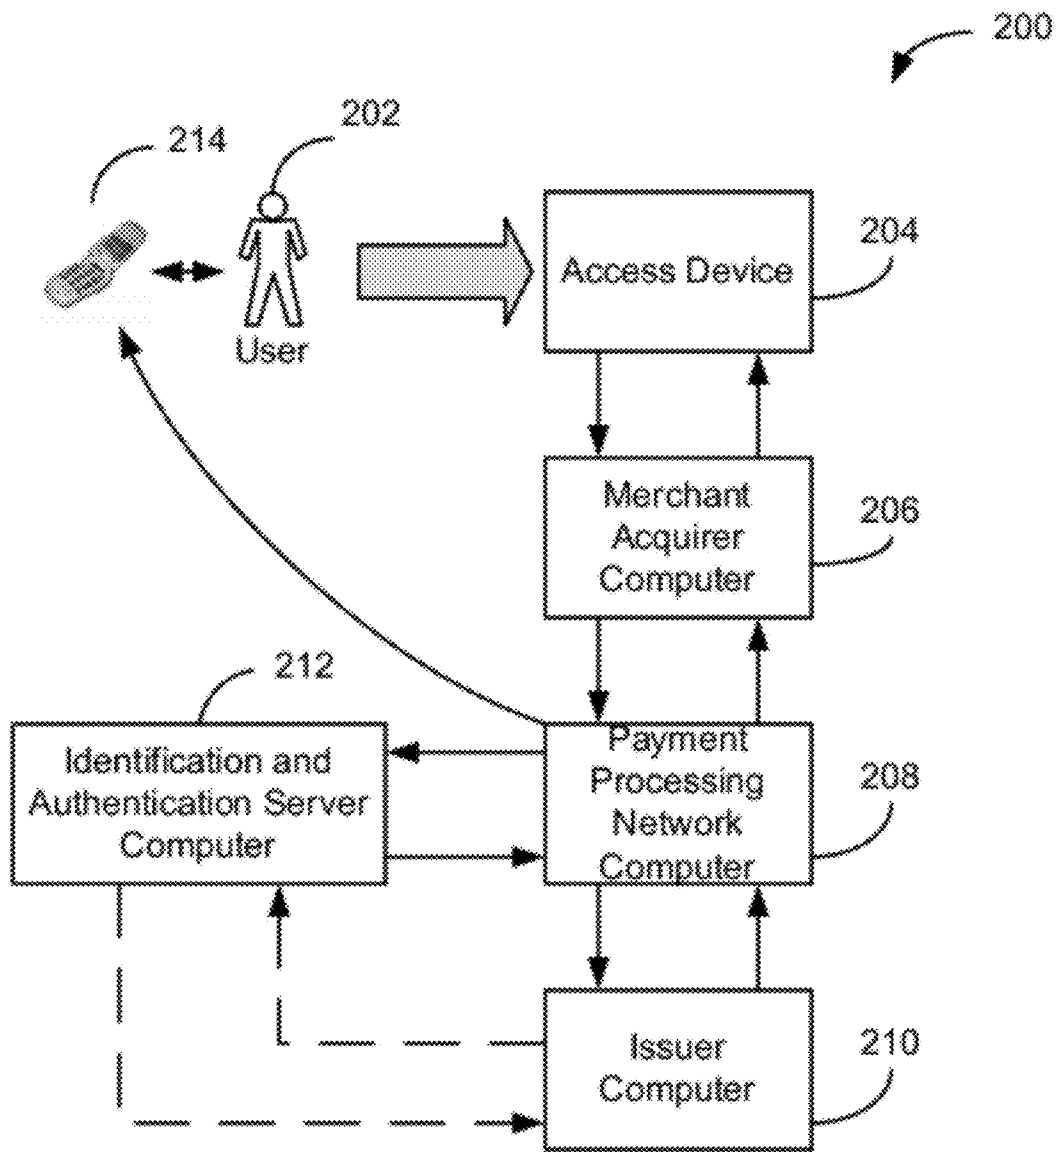 200
202
214
204
Access Device
User
Merchant
Acquirer
Computer
206
212
Identification and
Authentication Server
Computer
Payment
Processing
Network
Computer
208
Issuer
Computer
210